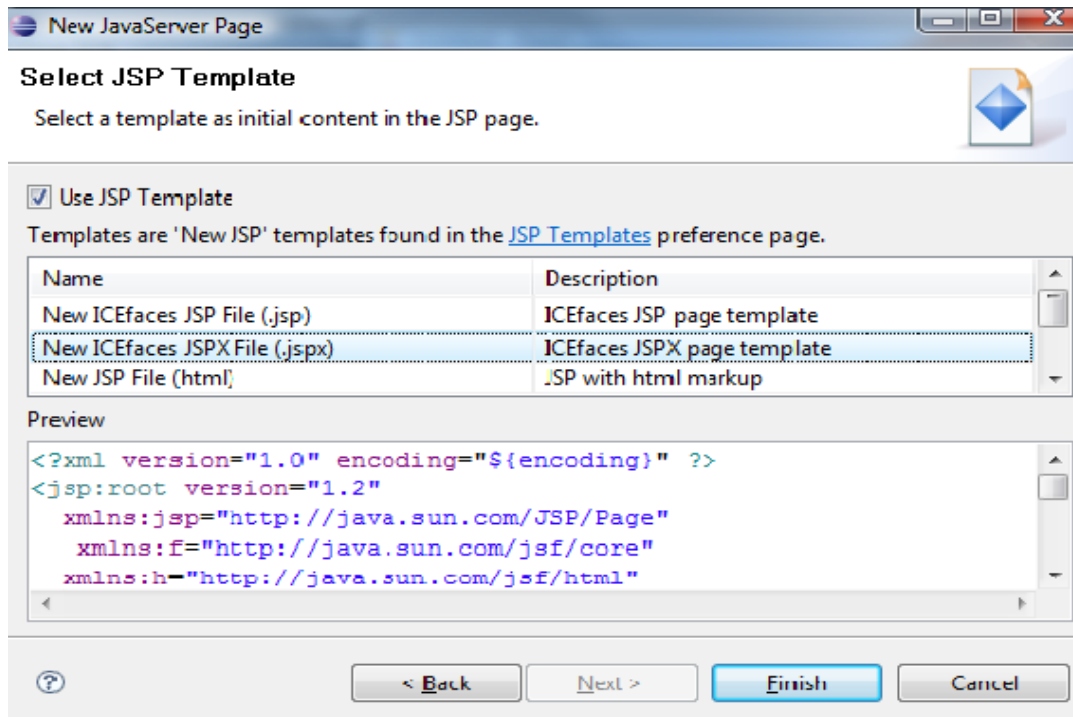 New JavaServer Page
Select JSP Template
Select a template as initial content in the JSP page.
Use JSP Template
Templates are 'New JSP' templates found in the JSP Templates preference page.
Name Description
New ICEfaces JSP File (.jsp) ICEfaces JSP page template
New ICEfaces JSPX File (.jspx) ICEfaces JSPX page template
New JSP File (html) JSP with html markup
Preview
<?xml version="1.0" encoding="${encoding}" ?>
<jsp:root version="1.2"
xmlns:jsp="http://java.sun.com/JSP/Page"
xmlns:f="http://java.sun.com/jsf/core"
xmlns:h="http://java.sun.com/jsf/html"
? < Back Next > Finish Cancel